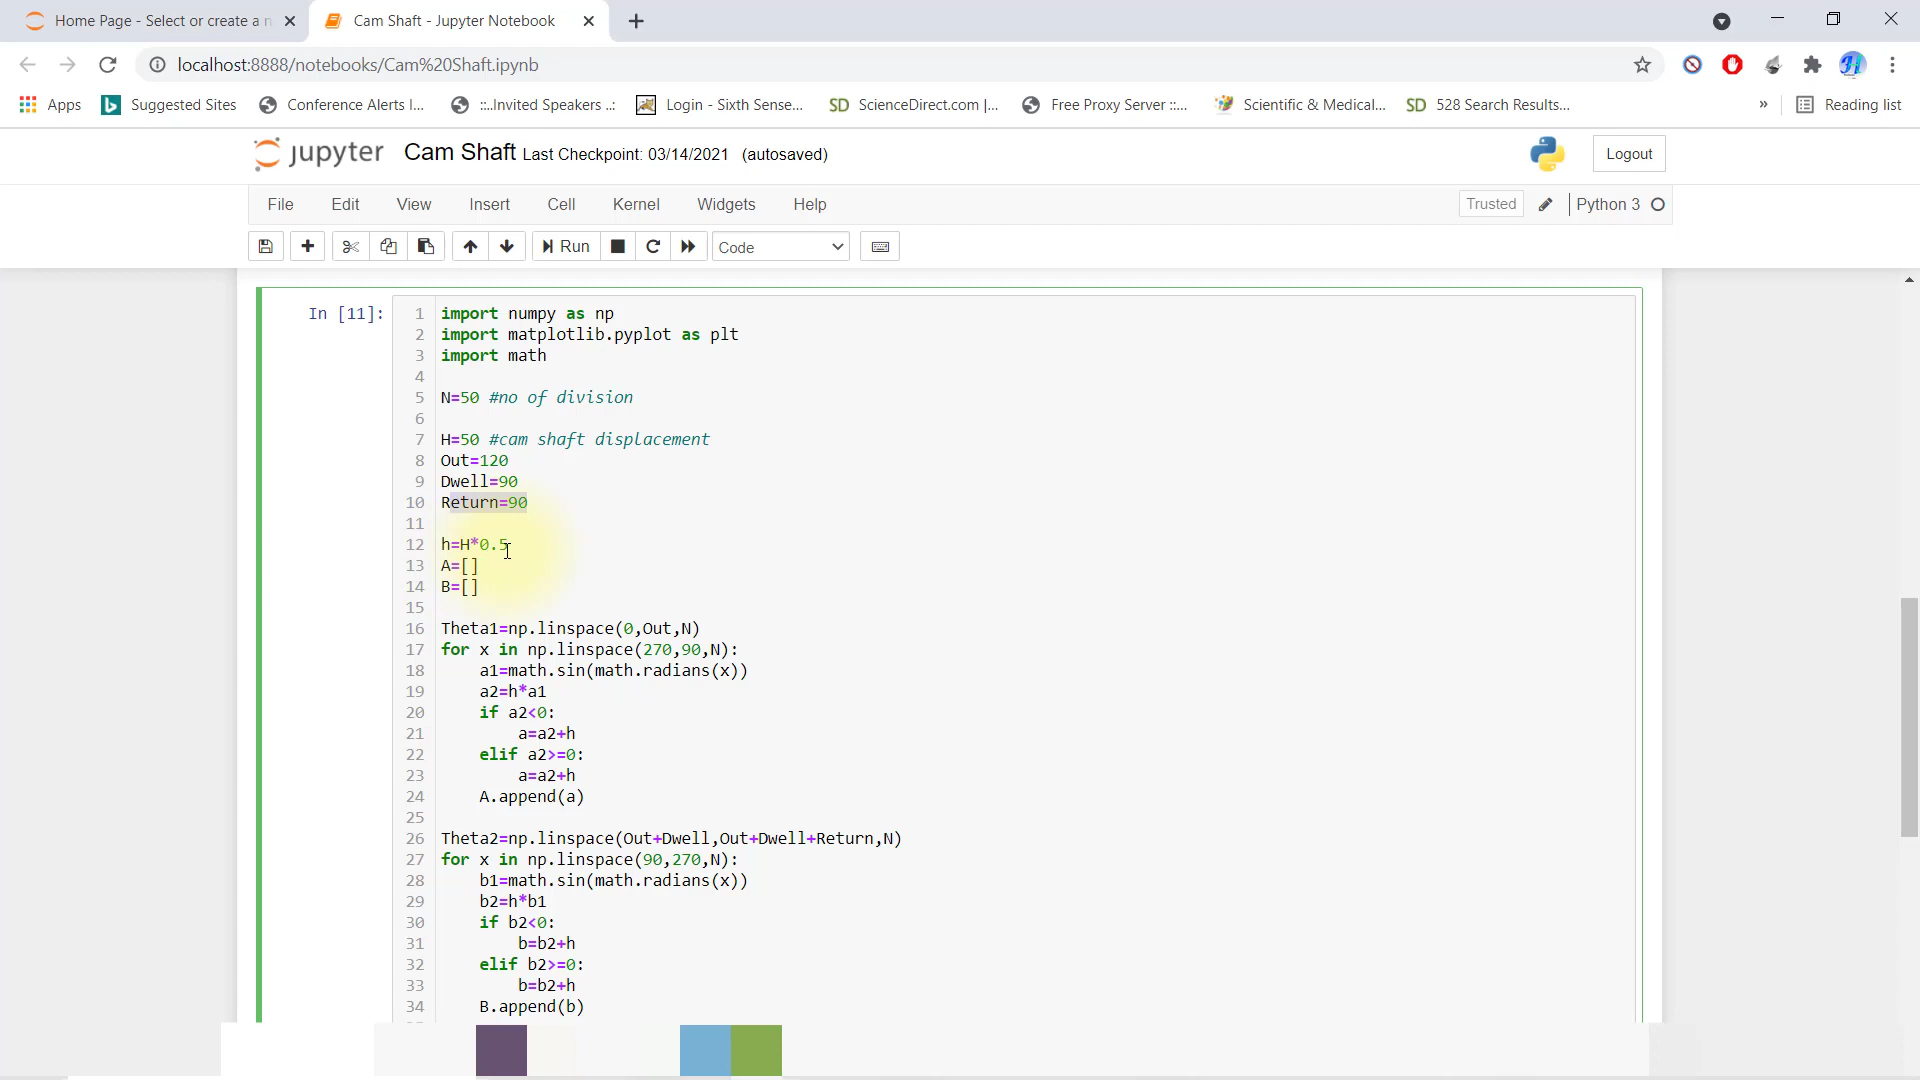 Home Page - Select or create a n
Cam Shaft - Jupyter Notebook
localhost:8888/notebooks/Cam%20Shaft.ipynb
Apps
Suggested Sites
Conference Alerts I...
::..Invited Speakers ..:
Login - Sixth Sense...
SD ScienceDirect.com |...
Free Proxy Server ::...
Scientific & Medical...
SD 528 Search Results...
»
Reading list
jupyter Cam Shaft Last Checkpoint: 03/14/2021 (autosaved)
Logout
File Edit View Insert Cell Kernel Widgets Help
Trusted
Python 3
Run
Code
In [11]:
1 import numpy as np
2 import matplotlib.pyplot as plt
3 import math
4
5 N=50 #no of division
6
7 H=50 #cam shaft displacement
8 Out=120
9 Dwell=90
10 Return=90
11
12 h=H*0.5
13 A=[]
14 B=[]
15
16 Theta1=np.linspace(0,Out,N)
17 for x in np.linspace(270,90,N):
18 a1=math.sin(math.radians(x))
19 a2=h*a1
20 if a2<0:
21 a=a2+h
22 elif a2>=0:
23 a=a2+h
24 A.append(a)
25
26 Theta2=np.linspace(Out+Dwell,Out+Dwell+Return,N)
27 for x in np.linspace(90,270,N):
28 b1=math.sin(math.radians(x))
29 b2=h*b1
30 if b2<0:
31 b=b2+h
32 elif b2>=0:
33 b=b2+h
34 B.append(b)